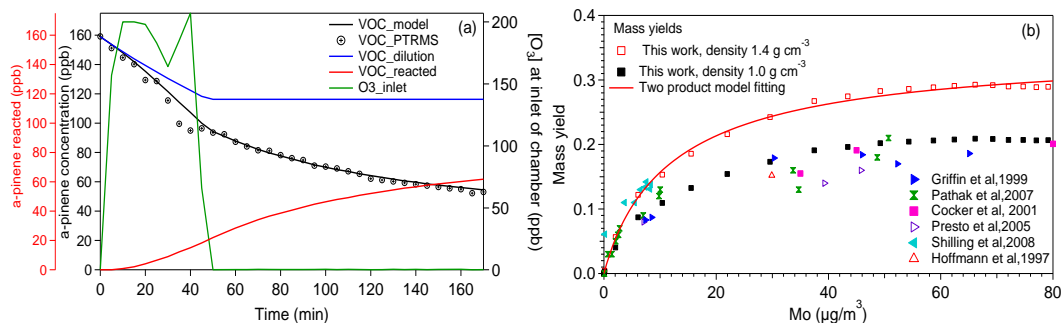 (a)
VOC_model
VOC_PTRMS
VOC_dilution
VOC_reacted
O3_inlet
a-pinene reacted (ppb)
160
140
120
100
80
60
40
20
0
a-pinene concentration (ppb)
160
140
120
100
80
60
40
20
0
200
150
100
50
0
[O3] at inlet of chamber (ppb)
0 20 40 60 80 100 120 140 160
Time (min)
(b)
Mass yields
This work, density 1.4 g cm-3
This work, density 1.0 g cm-3
Two product model fitting
Mass yield
0.4
0.3
0.2
0.1
0.0
Griffin et al,1999
Pathak et al,2007
Cocker et al, 2001
Presto et al,2005
Shilling et al,2008
Hoffmann et al,1997
0 20 40 60 80
Mo (µg/m3)